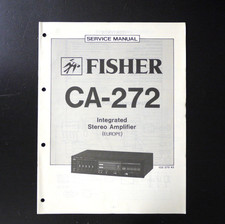 SERVICE MANUAL
FISHER
CA-272
Integrated
Stereo Amplifier
(EUROPE)